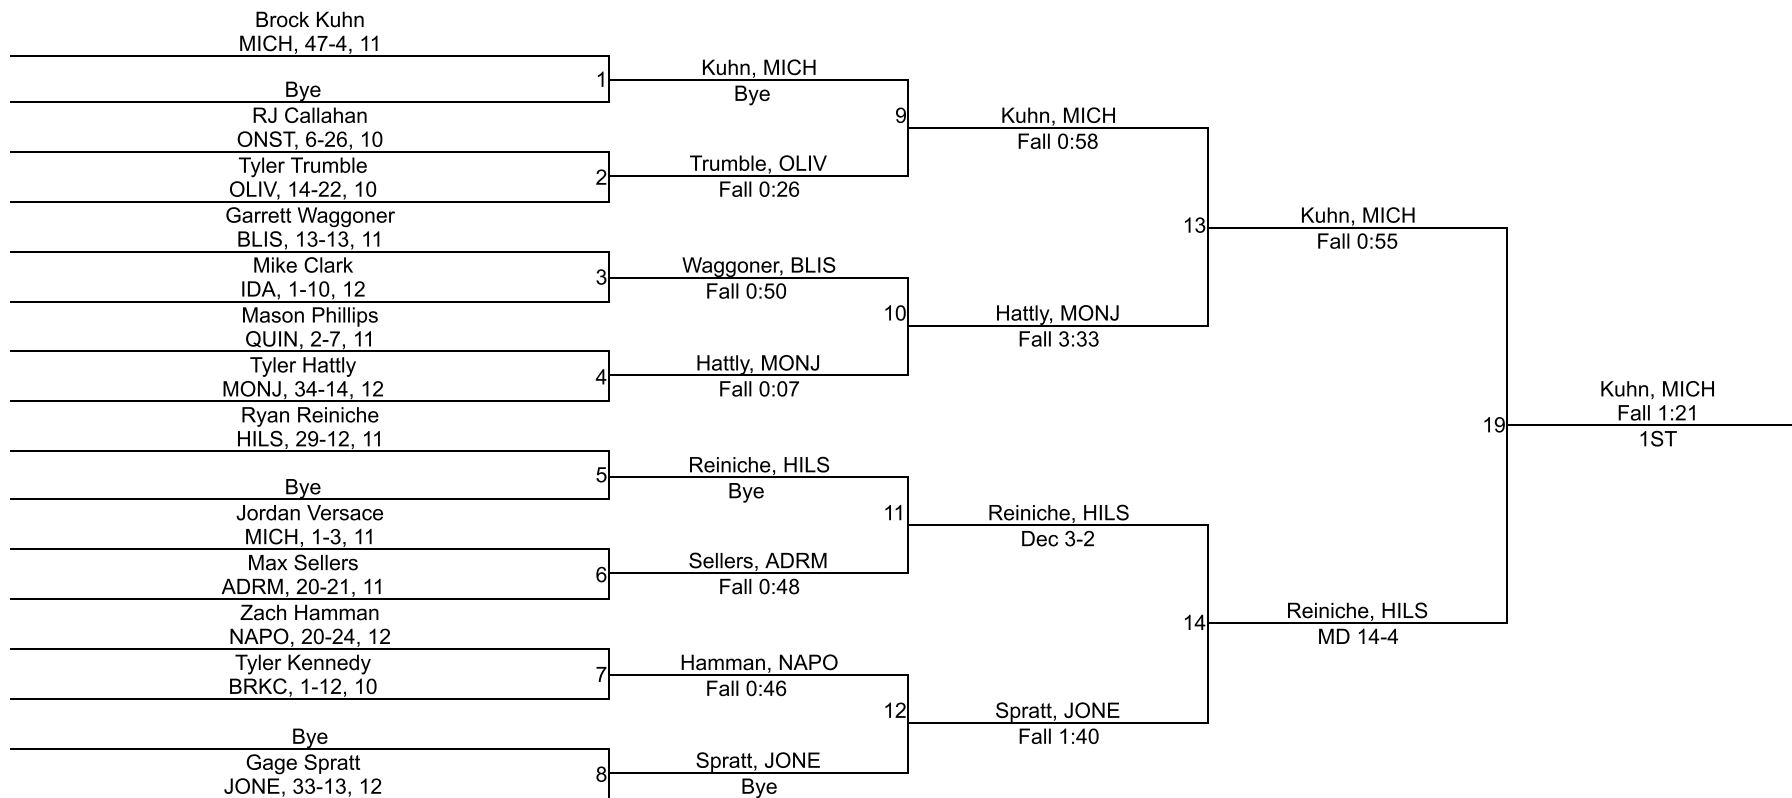 Brock Kuhn
MICH, 47-4, 11
1
Bye
RJ Callahan
ONST, 6-26, 10
2
Tyler Trumble
OLIV, 14-22, 10
Garrett Waggoner
BLIS, 13-13, 11
3
Mike Clark
IDA, 1-10, 12
Mason Phillips
QUIN, 2-7, 11
4
Tyler Hattly
MONJ, 34-14, 12
Ryan Reiniche
HILS, 29-12, 11
5
Bye
Jordan Versace
MICH, 1-3, 11
6
Max Sellers
ADRM, 20-21, 11
Zach Hamman
NAPO, 20-24, 12
7
Tyler Kennedy
BRKC, 1-12, 10
Bye
8
Gage Spratt
JONE, 33-13, 12
Kuhn, MICH
Bye
9
Trumble, OLIV
Fall 0:26
Waggoner, BLIS
Fall 0:50
10
Hattly, MONJ
Fall 0:07
Reiniche, HILS
Bye
11
Sellers, ADRM
Fall 0:48
Hamman, NAPO
Fall 0:46
12
Spratt, JONE
Bye
Kuhn, MICH
Fall 0:58
13
Hattly, MONJ
Fall 3:33
Reiniche, HILS
Dec 3-2
14
Spratt, JONE
Fall 1:40
Kuhn, MICH
Fall 0:55
19
Reiniche, HILS
MD 14-4
Kuhn, MICH
Fall 1:21
1ST